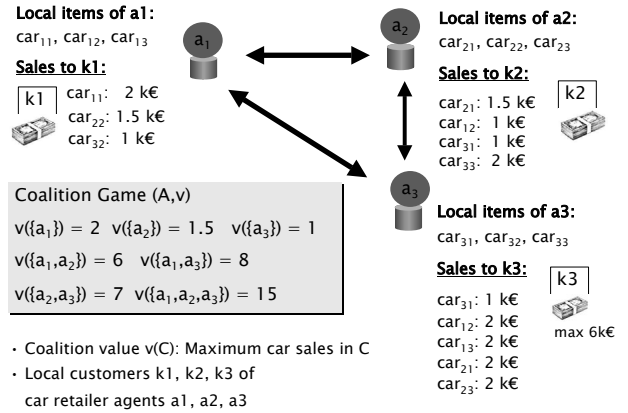 Local items of a1:
car11, car12, car13
Sales to k1:
k1
car11: 2 k€
car22: 1.5 k€
car32: 1 k€
a1
a2
Local items of a2:
car21, car22, car23
Sales to k2:
k2
car21: 1.5 k€
car12: 1 k€
car31: 1 k€
car33: 2 k€
a3
Local items of a3:
car31, car32, car33
Sales to k3:
k3
max 6k€
car31: 1 k€
car12: 2 k€
car13: 2 k€
car21: 2 k€
car23: 2 k€
Coalition Game (A,v)
v({a1}) = 2 v({a2}) = 1.5 v({a3}) = 1
v({a1,a2}) = 6 v({a1,a3}) = 8
v({a2,a3}) = 7 v({a1,a2,a3}) = 15
• Coalition value v(C): Maximum car sales in C
• Local customers k1, k2, k3 of
car retailer agents a1, a2, a3